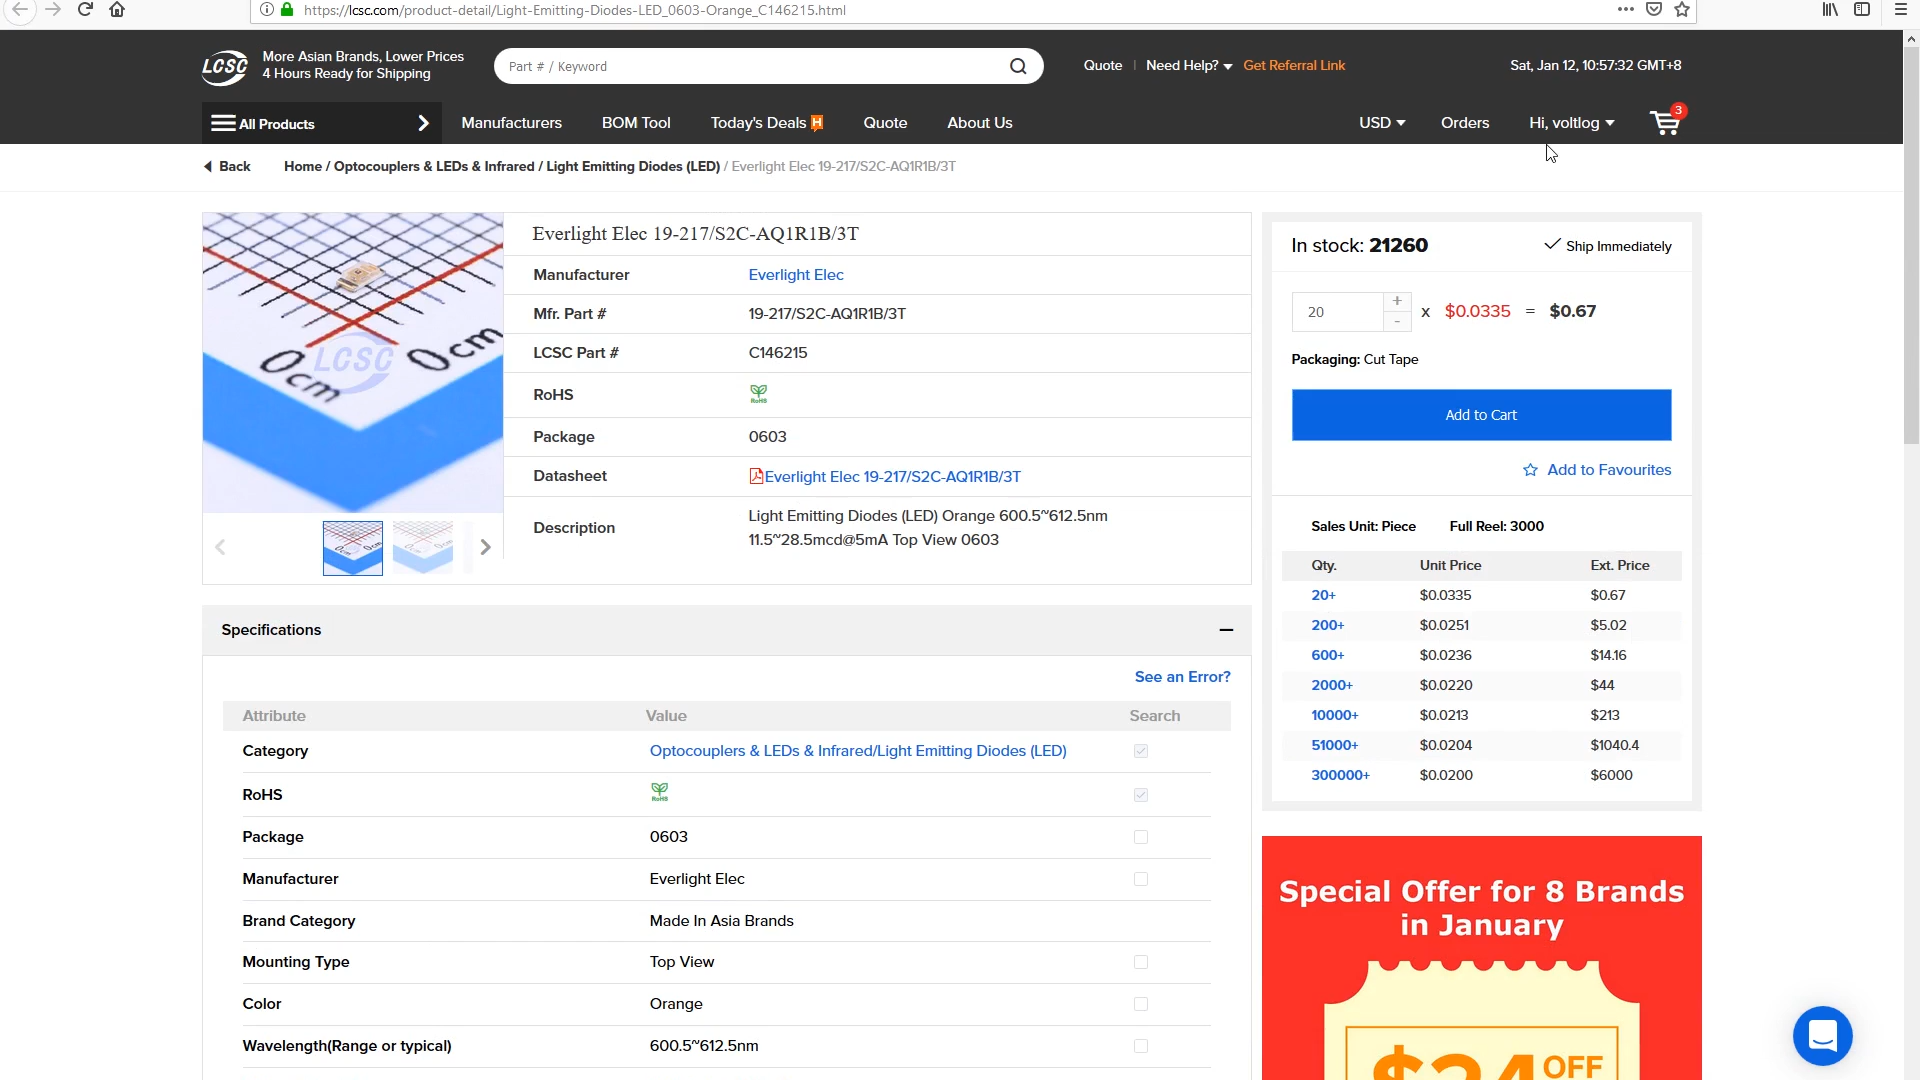 https://lcsc.com/product-detail/Light-Emitting-Diodes-LED_0603-Orange_C146215.html
LCSC
More Asian Brands, Lower Prices
4 Hours Ready for Shipping
Part # / Keyword
Quote
Need Help?
Get Referral Link
Sat, Jan 12, 10:57:32 GMT+8
All Products
Manufacturers
BOM Tool
Today's Deals H
Quote
About Us
USD
Orders
Hi, voltlog
3
Back
Home / Optocouplers & LEDs & Infrared / Light Emitting Diodes (LED) / Everlight Elec 19-217/S2C-AQ1R1B/3T
0 cm
0 cm
LCSC
Everlight Elec 19-217/S2C-AQ1R1B/3T
Manufacturer Everlight Elec
Mfr. Part # 19-217/S2C-AQ1R1B/3T
LCSC Part # C146215
RoHS RoHS
Package 0603
Datasheet Everlight Elec 19-217/S2C-AQ1R1B/3T
Description Light Emitting Diodes (LED) Orange 600.5~612.5nm
11.5~28.5mcd@5mA Top View 0603
In stock: 21260
Ship Immediately
20 + - x $0.0335 = $0.67
Packaging: Cut Tape
Add to Cart
Add to Favourites
Sales Unit: Piece Full Reel: 3000
Qty. Unit Price Ext. Price
20+ $0.0335 $0.67
200+ $0.0251 $5.02
600+ $0.0236 $14.16
2000+ $0.0220 $44
10000+ $0.0213 $213
51000+ $0.0204 $1040.4
300000+ $0.0200 $6000
Specifications
See an Error?
Attribute Value Search
Category Optocouplers & LEDs & Infrared/Light Emitting Diodes (LED)
RoHS RoHS
Package 0603
Manufacturer Everlight Elec
Brand Category Made In Asia Brands
Mounting Type Top View
Color Orange
Wavelength(Range or typical) 600.5~612.5nm
Special Offer for 8 Brands
in January
OFF